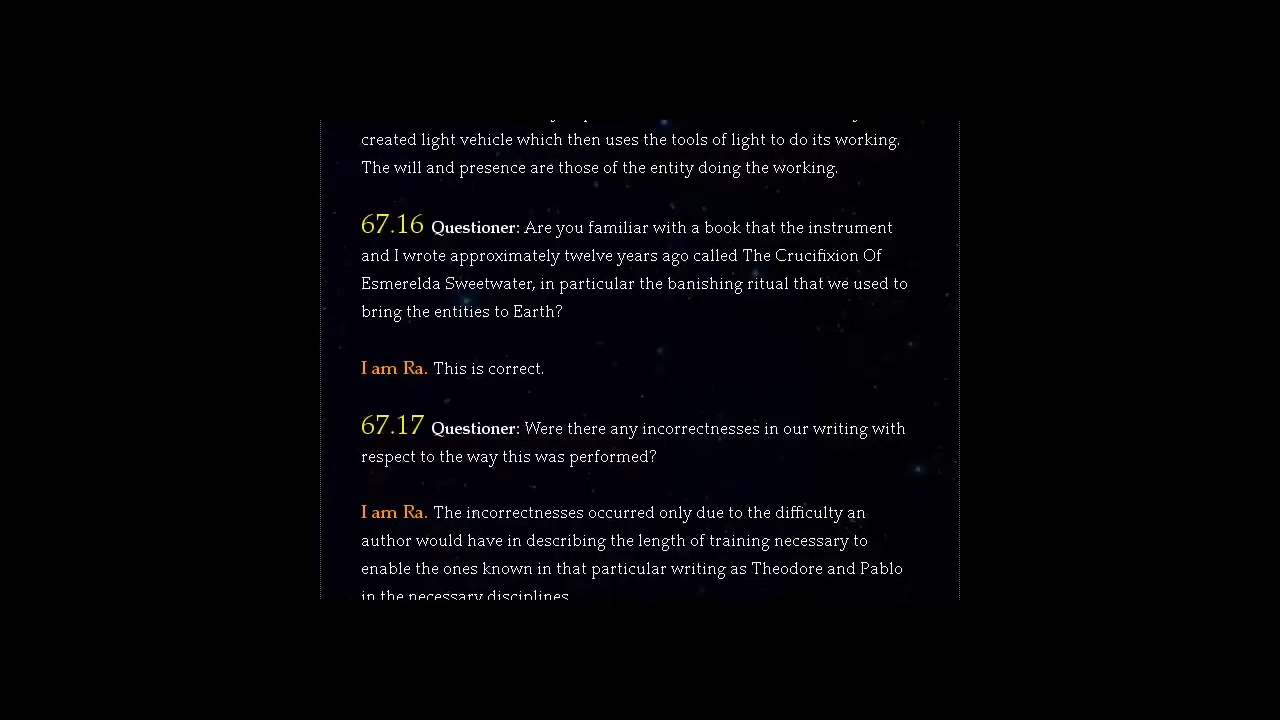 created light vehicle which then uses the tools of light to do its working.
The will and presence are those of the entity doing the working.
67.16 Questioner: Are you familiar with a book that the instrument
and I wrote approximately twelve years ago called The Crucifixion Of
Esmerelda Sweetwater, in particular the banishing ritual that we used to
bring the entities to Earth?
I am Ra. This is correct.
67.17 Questioner: Were there any incorrectnesses in our writing with
respect to the way this was performed?
I am Ra. The incorrectnesses occurred only due to the difficulty an
author would have in describing the length of training necessary to
enable the ones known in that particular writing as Theodore and Pablo
in the necessary disciplines.